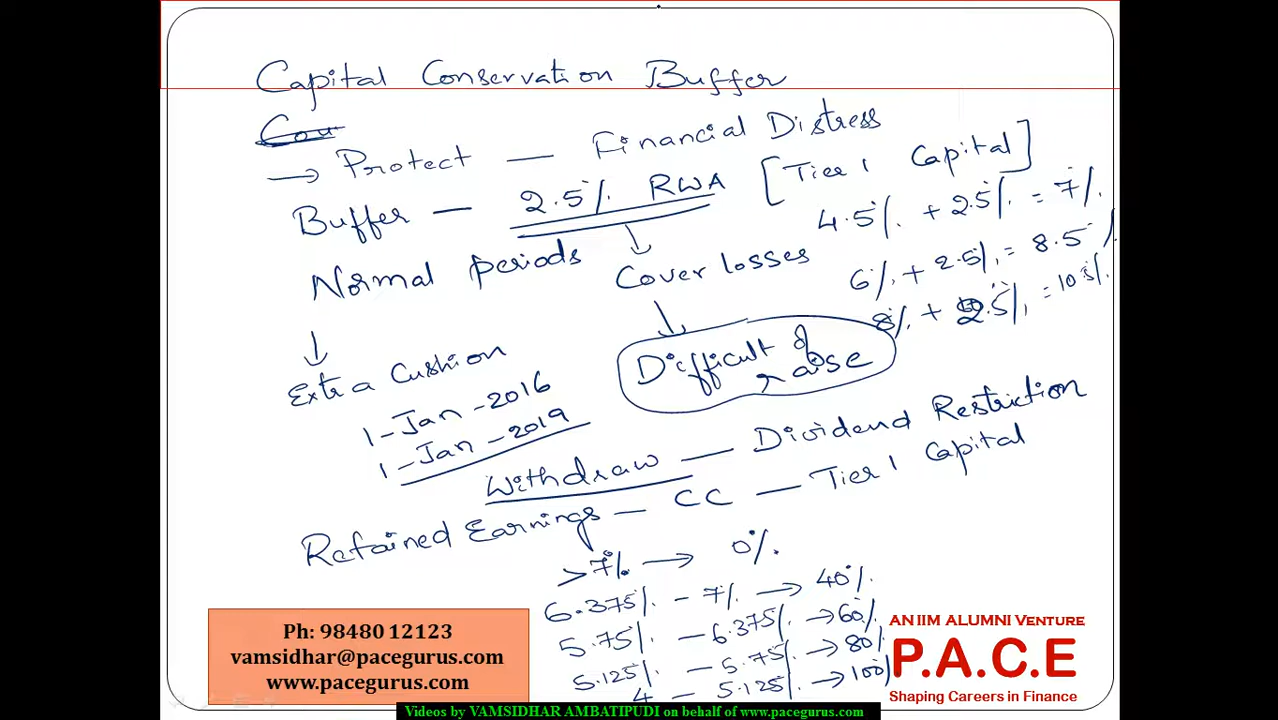 Capital Conservation Buffer
Cou
→ Protect — Financial Distress
Buffer — 2.5% RWA [Tier 1 Capital]
4.5% + 2.5% = 7%
Normal periods Cover losses
6% + 2.5% = 8.5%
8% + 2.5% = 10.5%
↓ Extra Cushion
Difficult to raise
1-Jan-2016
1-Jan-2019
Withdraw — Dividend Restriction
Retained Earnings — CC — Tier 1 Capital
>7% → 0%
6.375% - 7% → 40%
5.75% - 6.375% → 60%
5.125% - 5.75% → 80%
4 - 5.125% → 100%
Ph: 98480 12123
vamsidhar@pacegurus.com
www.pacegurus.com
AN IIM ALUMNI VENTURE
P.A.C.E
Shaping Careers in Finance
Videos by VAMSIDHAR AMBATIPUDI on behalf of www.pacegurus.com